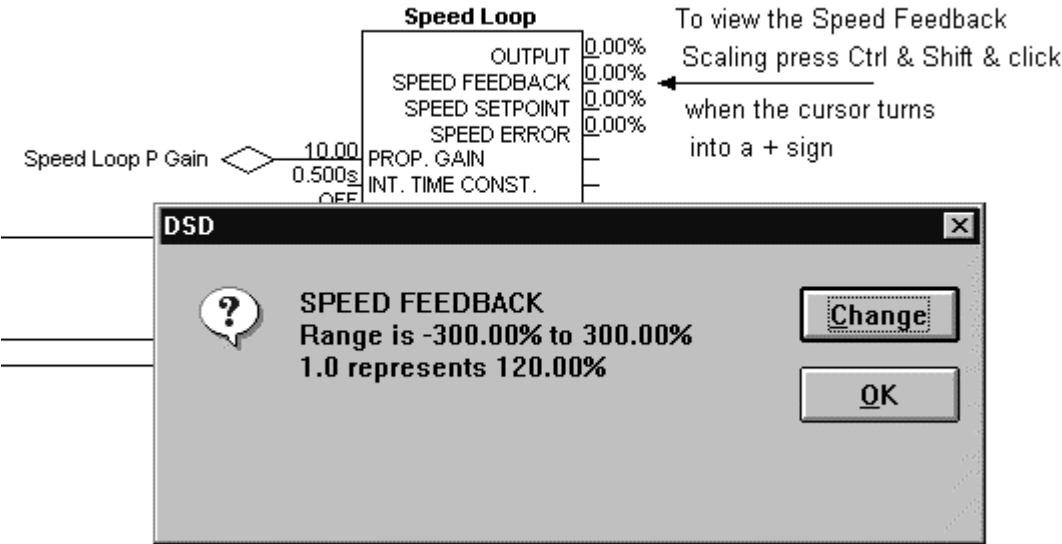 Speed Loop
OUTPUT 0.00%
SPEED FEEDBACK 0.00%
SPEED SETPOINT 0.00%
SPEED ERROR 0.00%
Speed Loop P Gain 10.00 PROP. GAIN
0.500s INT. TIME CONST.
OFF
To view the Speed Feedback
Scaling press Ctrl & Shift & click
when the cursor turns
into a + sign
DSD
SPEED FEEDBACK
Range is -300.00% to 300.00%
1.0 represents 120.00%
Change
OK